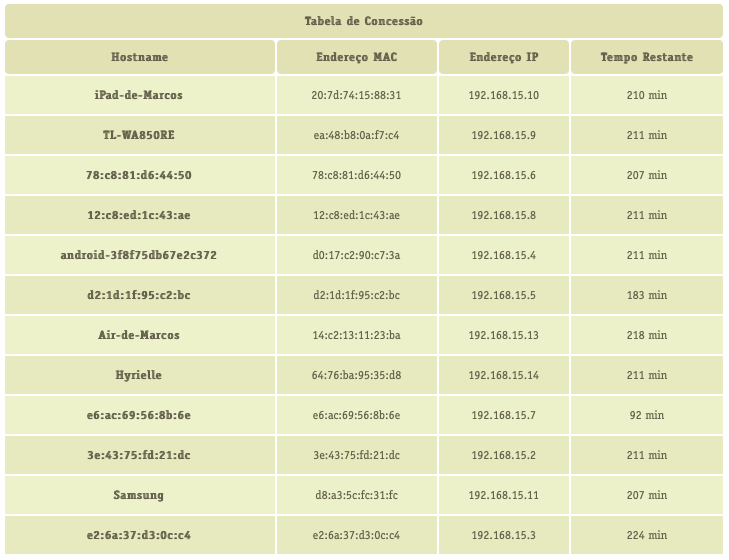 Tabela de Concessão
Hostname Endereço MAC Endereço IP Tempo Restante
iPad-de-Marcos 20:7d:74:15:88:31 192.168.15.10 210 min
TL-WA850RE ea:48:b8:0a:f7:c4 192.168.15.9 211 min
78:c8:81:d6:44:50 78:c8:81:d6:44:50 192.168.15.6 207 min
12:c8:ed:1c:43:ae 12:c8:ed:1c:43:ae 192.168.15.8 211 min
android-3f8f75db67e2c372 d0:17:c2:90:c7:3a 192.168.15.4 211 min
d2:1d:1f:95:c2:bc d2:1d:1f:95:c2:bc 192.168.15.5 183 min
Air-de-Marcos 14:c2:13:11:23:ba 192.168.15.13 218 min
Hyrielle 64:76:ba:95:35:d8 192.168.15.14 211 min
e6:ac:69:56:8b:6e e6:ac:69:56:8b:6e 192.168.15.7 92 min
3e:43:75:fd:21:dc 3e:43:75:fd:21:dc 192.168.15.2 211 min
Samsung d8:a3:5c:fc:31:fc 192.168.15.11 207 min
e2:6a:37:d3:0c:c4 e2:6a:37:d3:0c:c4 192.168.15.3 224 min